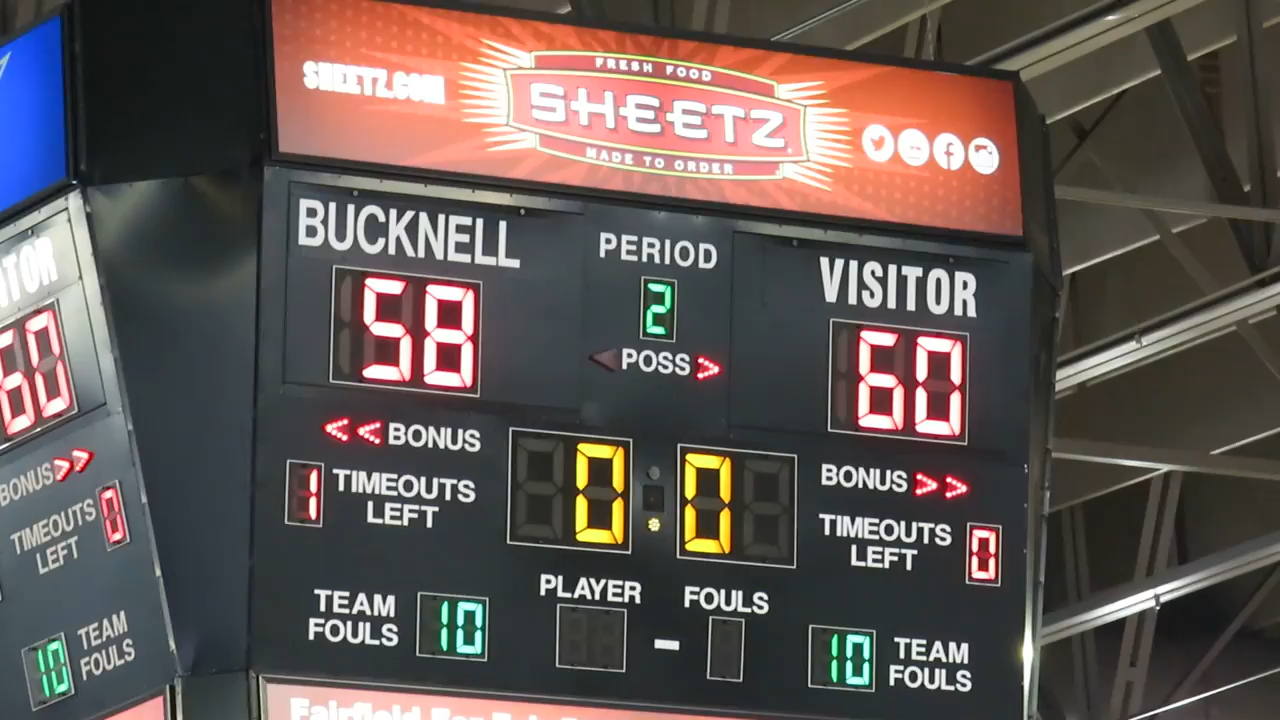 SHEETZ.COM
FRESH FOOD
SHEETZ
MADE TO ORDER
BUCKNELL
58
PERIOD
2
POSS
VISITOR
60
BONUS
1
TIMEOUTS
LEFT
0 . 0
BONUS
TIMEOUTS
LEFT
0
TEAM
FOULS
10
PLAYER - FOULS
10
TEAM
FOULS
60
BONUS
TIMEOUTS
LEFT
0
10
TEAM
FOULS